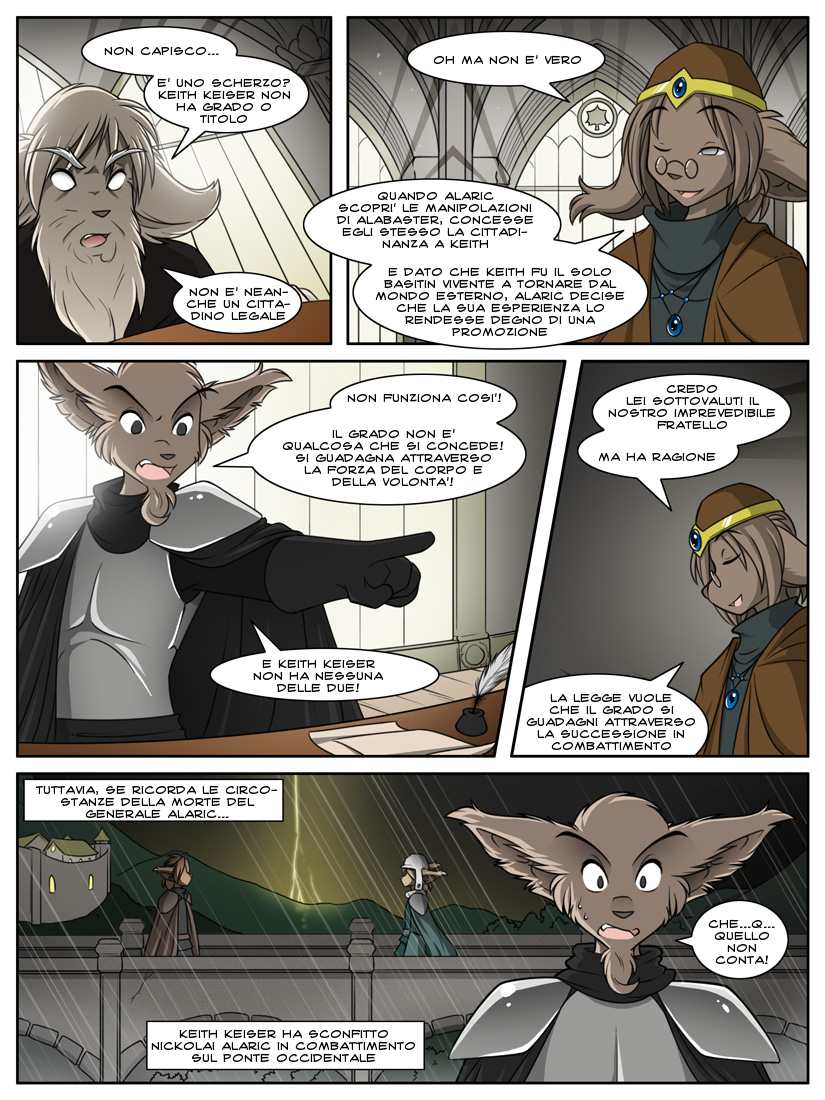 NON CAPISCO...
E' UNO SCHERZO?
KEITH KEISER NON
HA GRADO O
TITOLO
NON E' NEAN-
CHE UN CITTA-
DINO LEGALE
OH MA NON E' VERO
QUANDO ALARIC
SCOPRI' LE MANIPOLAZIONI
DI ALABASTER, CONCESSE
EGLI STESSO LA CITTADI-
NANZA A KEITH
E DATO CHE KEITH FU IL SOLO
BASITIN VIVENTE A TORNARE DAL
MONDO ESTERNO, ALARIC DECISE
CHE LA SUA ESPERIENZA LO
RENDESSE DEGNO DI UNA
PROMOZIONE
NON FUNZIONA COSI'!
IL GRADO NON E'
QUALCOSA CHE SI CONCEDE!
SI GUADAGNA ATTRAVERSO
LA FORZA DEL CORPO E
DELLA VOLONTA'!
E KEITH KEISER
NON HA NESSUNA
DELLE DUE!
CREDO
LEI SOTTOVALUTI IL
NOSTRO IMPREVEDIBILE
FRATELLO
MA HA RAGIONE
LA LEGGE VUOLE
CHE IL GRADO SI
GUADAGNI ATTRAVERSO
LA SUCCESSIONE IN
COMBATTIMENTO
TUTTAVIA, SE RICORDA LE CIRCO-
STANZE DELLA MORTE DEL
GENERALE ALARIC...
CHE...Q...
QUELLO
NON
CONTA!
KEITH KEISER HA SCONFITTO
NICKOLAI ALARIC IN COMBATTIMENTO
SUL PONTE OCCIDENTALE